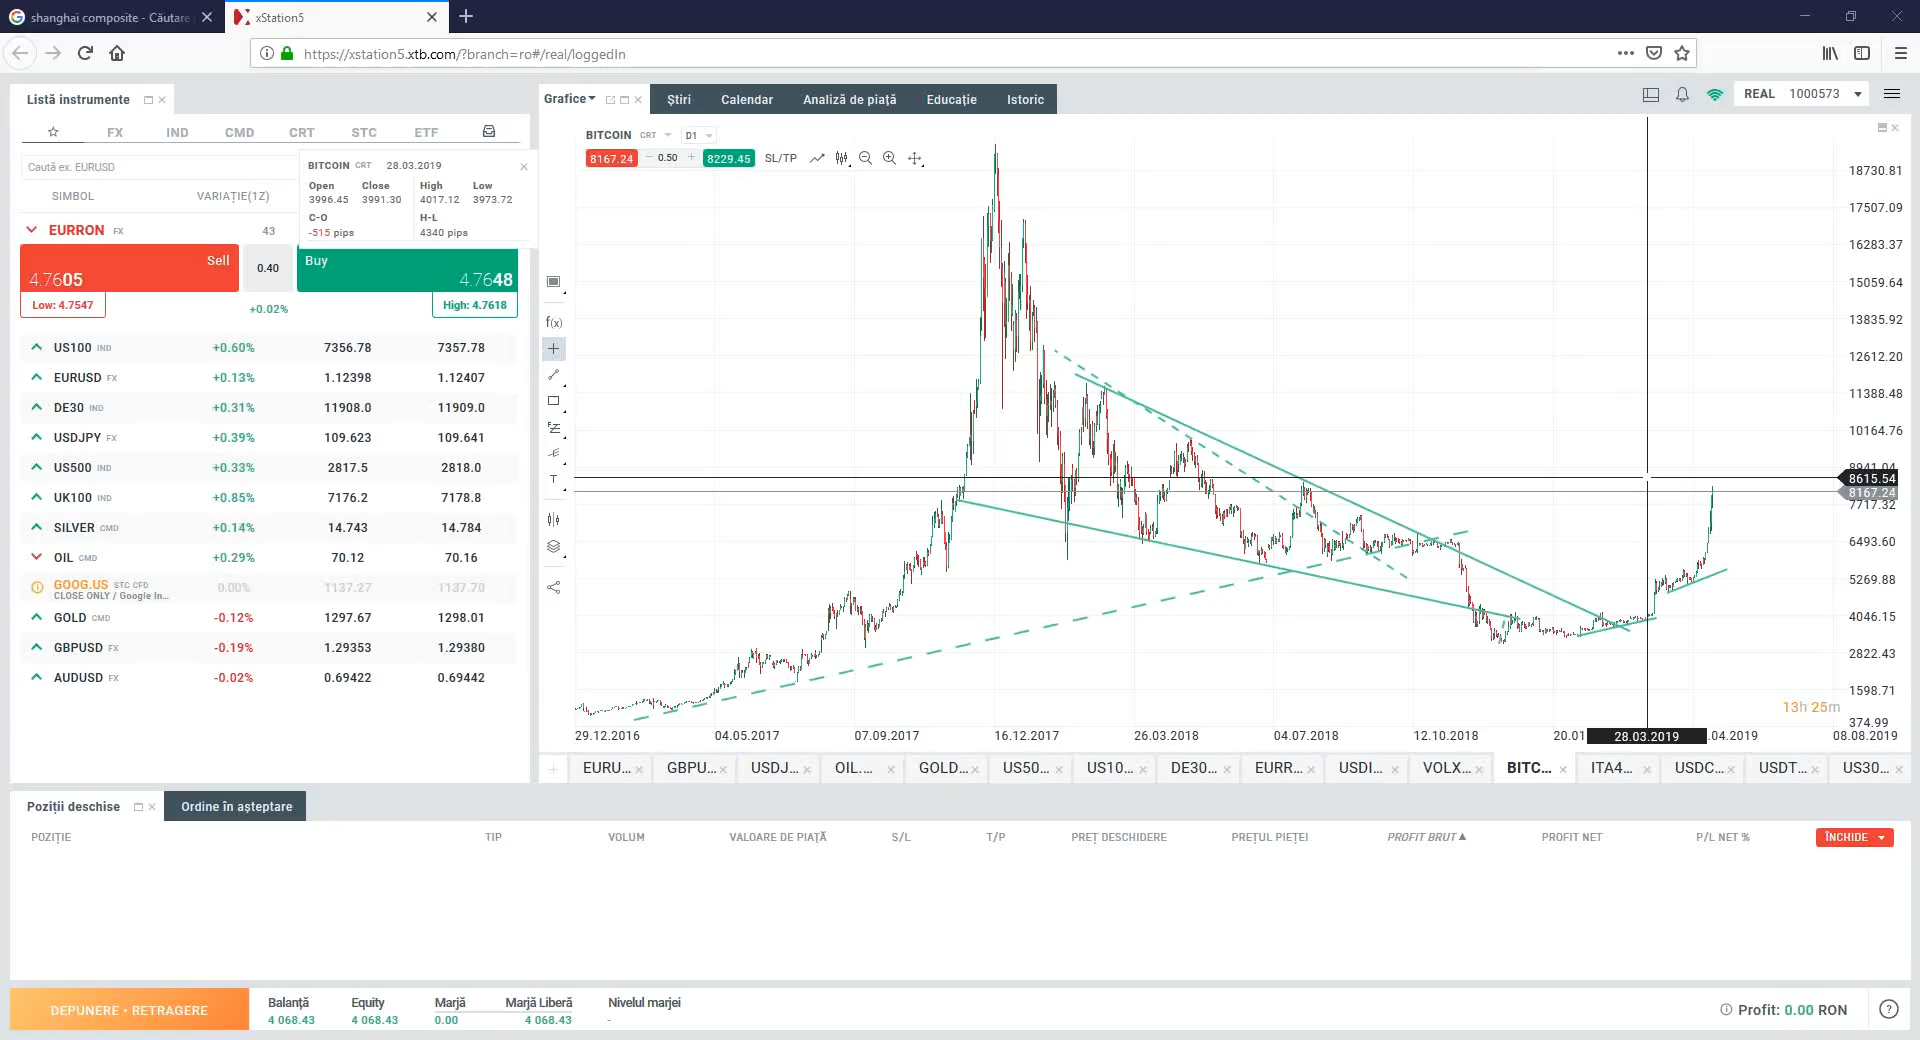 shanghai composite - Căutare
xStation5
https://xstation5.xtb.com/?branch=ro#/real/loggedIn
Listă instrumente
FX IND CMD CRT STC ETF
Caută ex. EURUSD
SIMBOL VARIAȚIE(1Z)
BITCOIN CRT 28.03.2019
Open Close High Low
3996.45 3991.30 4017.12 3973.72
C-O H-L
-515 pips 4340 pips
EURRON FX 43
Sell 0.40 Buy
4.7605 4.7648
Low: 4.7547 +0.02% High: 4.7618
US100 IND +0.60% 7356.78 7357.78
EURUSD FX +0.13% 1.12398 1.12407
DE30 IND +0.31% 11908.0 11909.0
USDJPY FX +0.39% 109.623 109.641
US500 IND +0.33% 2817.5 2818.0
UK100 IND +0.85% 7176.2 7178.8
SILVER CMD +0.14% 14.743 14.784
OIL CMD +0.29% 70.12 70.16
GOOG.US STC CFD 0.00% 1137.27 1137.70
CLOSE ONLY / Google In...
GOLD CMD -0.12% 1297.67 1298.01
GBPUSD FX -0.19% 1.29353 1.29380
AUDUSD FX -0.02% 0.69422 0.69442
Grafice Știri Calendar Analiză de piață Educație Istoric
REAL 1000573
BITCOIN CRT D1
8167.24 0.50 8229.45 SL/TP
f(x)
T
18730.81
17507.09
16283.37
15059.64
13835.92
12612.20
11388.48
10164.76
8941.04
8615.54
8167.24
7717.32
6493.60
5269.88
4046.15
2822.43
1598.71
374.99
13h 25m
29.12.2016 04.05.2017 07.09.2017 16.12.2017 26.03.2018 04.07.2018 12.10.2018 20.01 28.03.2019 .04.2019 08.08.2019
EURU... GBPU... USDJ... OIL.... GOLD... US50... US10... DE30... EURR... USDI... VOLX... BITC... ITA4... USDC... USDT... US30...
Poziții deschise Ordine în așteptare
POZIȚIE TIP VOLUM VALOARE DE PIAȚĂ S/L T/P PREȚ DESCHIDERE PREȚUL PIEȚEI PROFIT BRUT PROFIT NET P/L NET % ÎNCHIDE
DEPUNERE • RETRAGERE
Balanță Equity Marjă Marjă Liberă Nivelul marjei
4 068.43 4 068.43 0.00 4 068.43 -
Profit: 0.00 RON